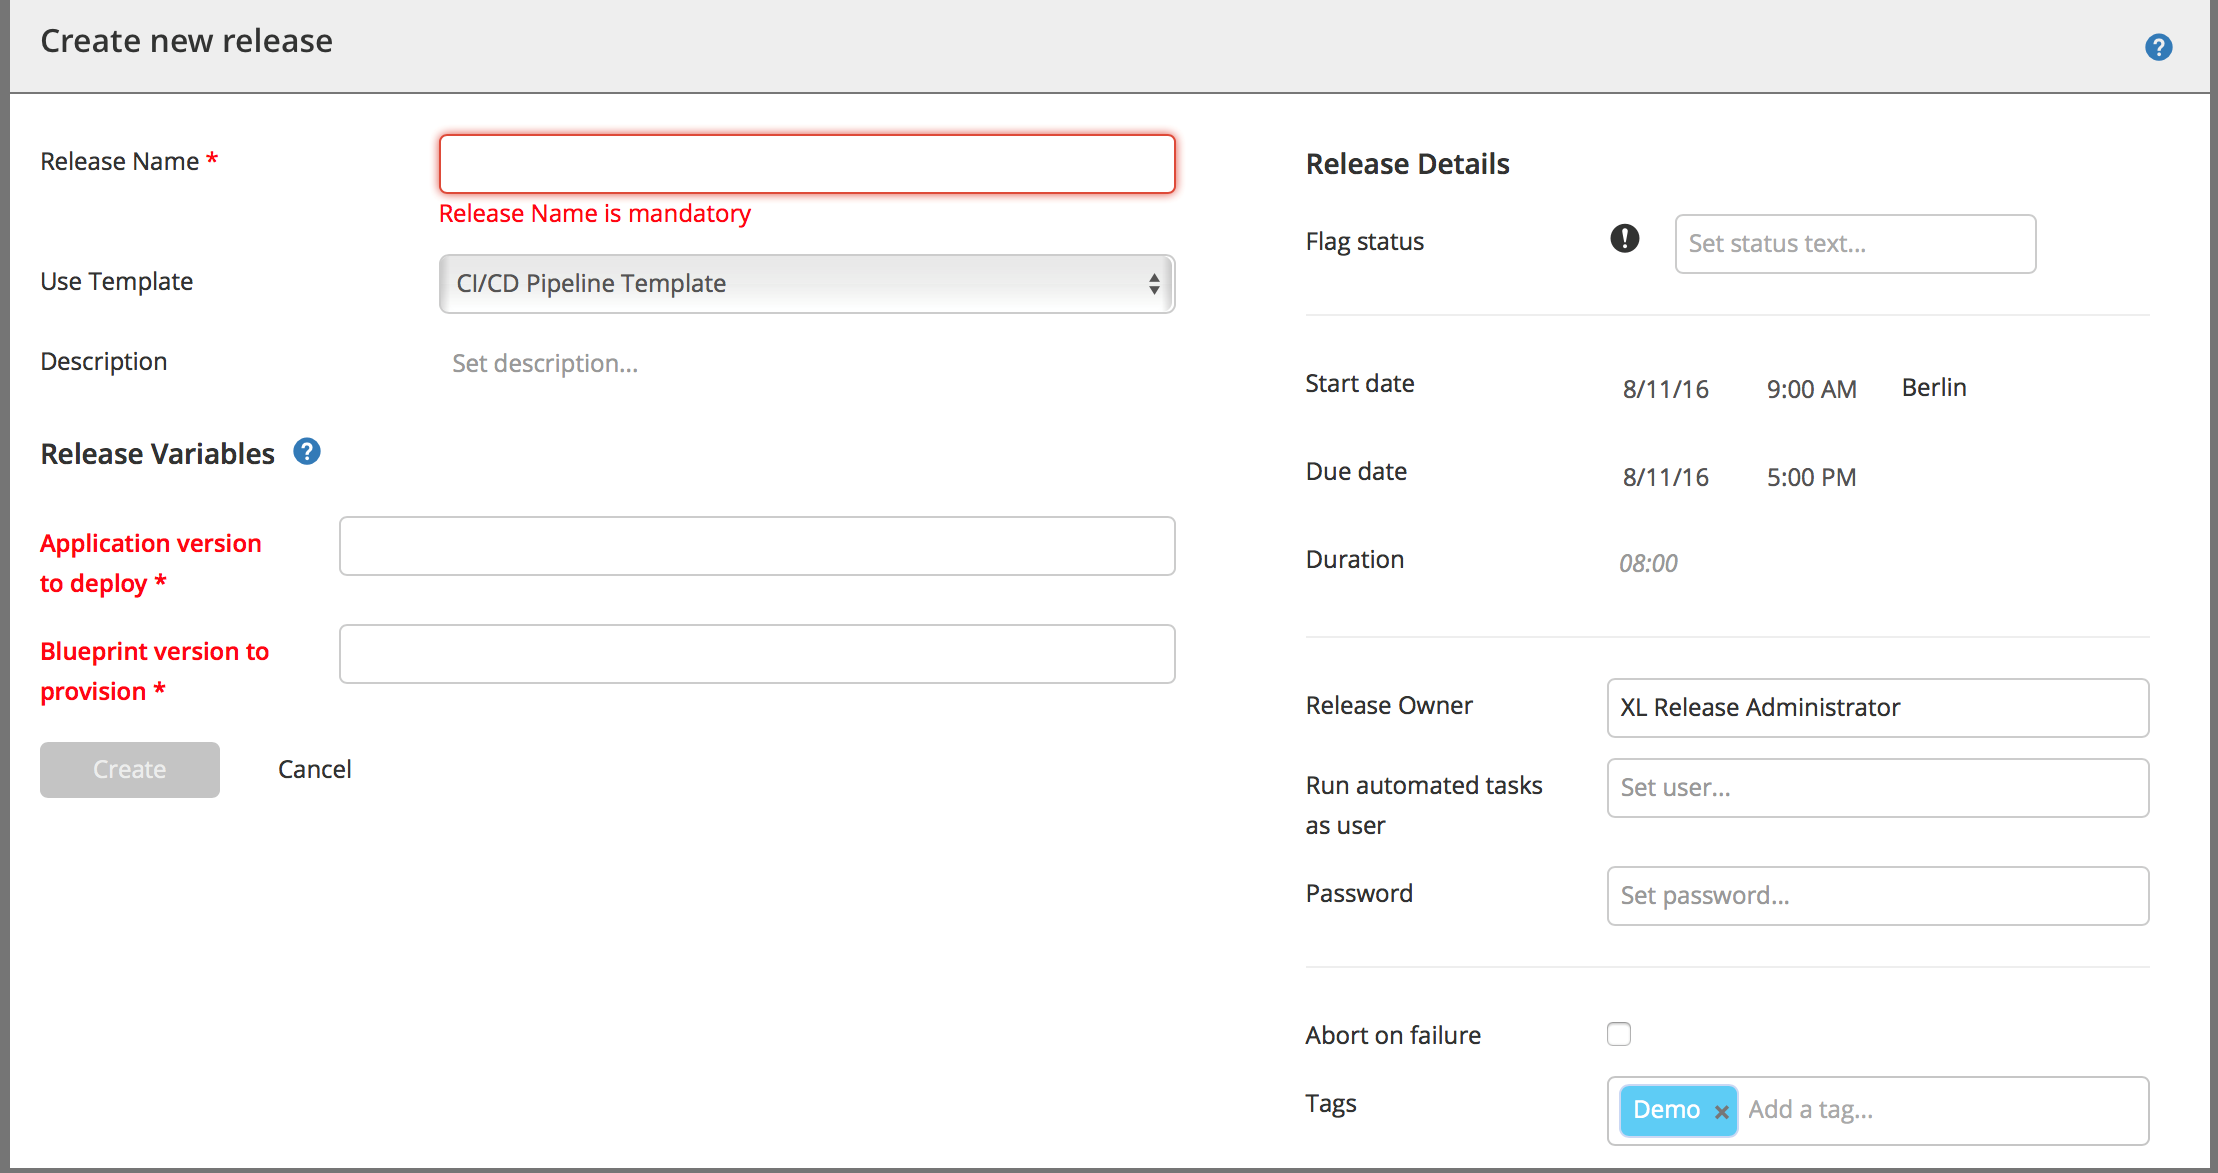 Create new release
?
Release Name *
Release Name is mandatory
Use Template
CI/CD Pipeline Template
Description
Set description...
Release Variables ?
Application version
to deploy *
Blueprint version to
provision *
Create
Cancel
Release Details
Flag status
!
Set status text...
Start date
8/11/16
9:00 AM
Berlin
Due date
8/11/16
5:00 PM
Duration
08:00
Release Owner
XL Release Administrator
Run automated tasks
as user
Set user...
Password
Set password...
Abort on failure
Tags
Demo × Add a tag...